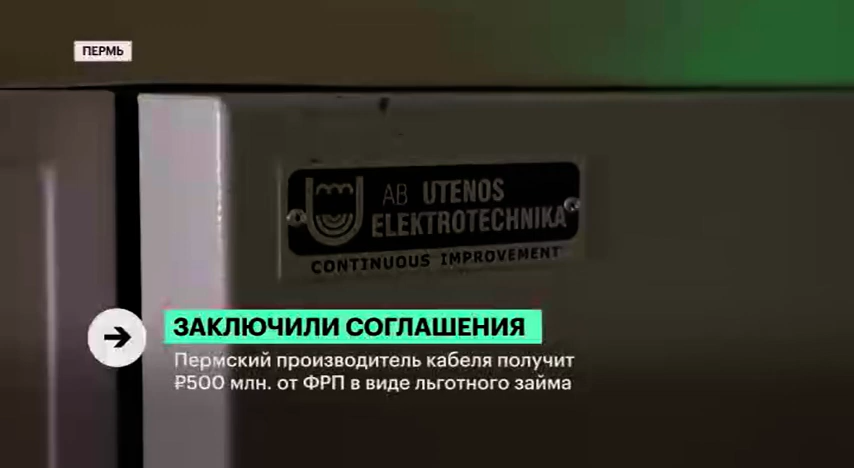 ПЕРМЬ
AB UTENOS
ELEKTROTECHNIKA
CONTINUOUS IMPROVEMENT
ЗАКЛЮЧИЛИ СОГЛАШЕНИЯ
Пермский производитель кабеля получит
₽500 млн. от ФРП в виде льготного займа